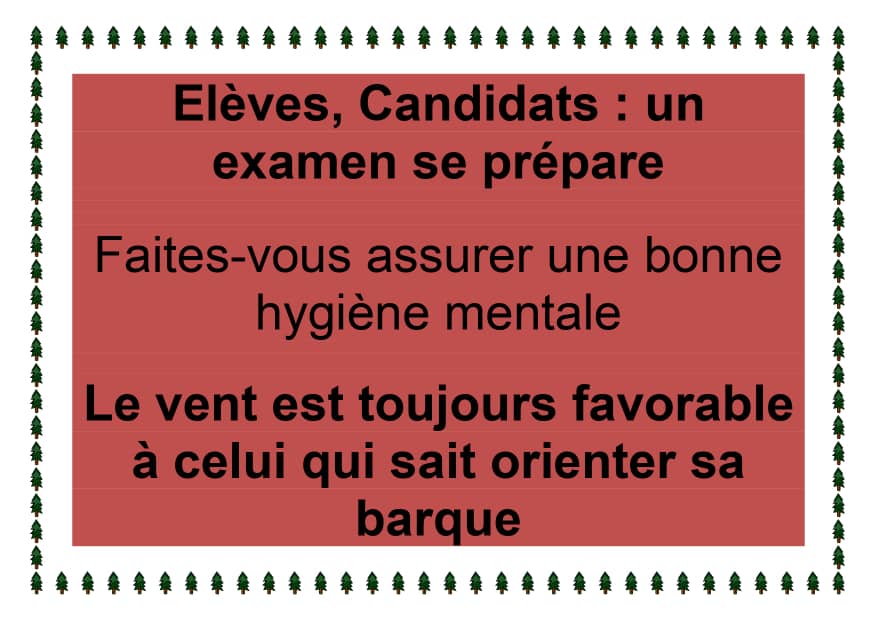 Elèves, Candidats : un
examen se prépare
Faites-vous assurer une bonne
hygiène mentale
Le vent est toujours favorable
à celui qui sait orienter sa
barque